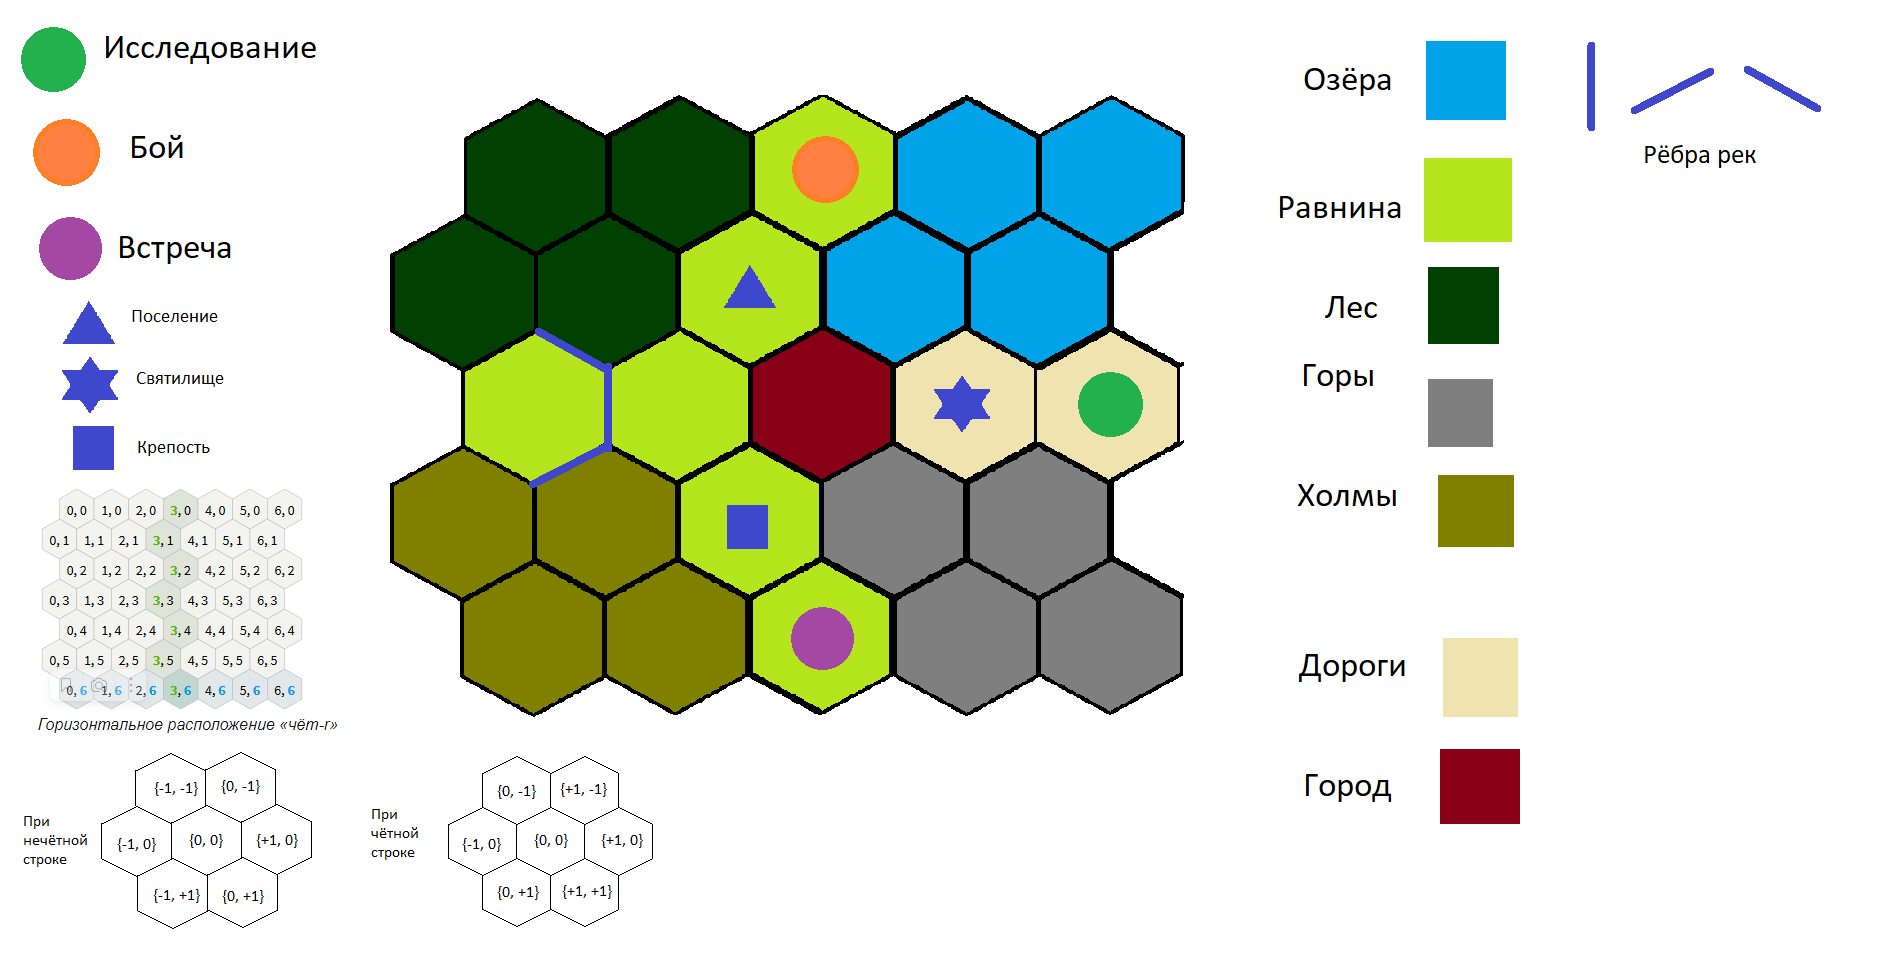 Исследование
Бой
Встреча
Поселение
Святилище
Крепость
0, 0 1, 0 2, 0 3, 0 4, 0 5, 0 6, 0
0, 1 1, 1 2, 1 3, 1 4, 1 5, 1 6, 1
0, 2 1, 2 2, 2 3, 2 4, 2 5, 2 6, 2
0, 3 1, 3 2, 3 3, 3 4, 3 5, 3 6, 3
0, 4 1, 4 2, 4 3, 4 4, 4 5, 4 6, 4
0, 5 1, 5 2, 5 3, 5 4, 5 5, 5 6, 5
0, 6 1, 6 2, 6 3, 6 4, 6 5, 6 6, 6
Горизонтальное расположение «чёт-r»
При
нечётной
строке
{-1, -1} {0, -1}
{-1, 0} {0, 0} {+1, 0}
{-1, +1} {0, +1}
При
чётной
строке
{0, -1} {+1, -1}
{-1, 0} {0, 0} {+1, 0}
{0, +1} {+1, +1}
Озёра
Равнина
Лес
Горы
Холмы
Дороги
Город
Рёбра рек